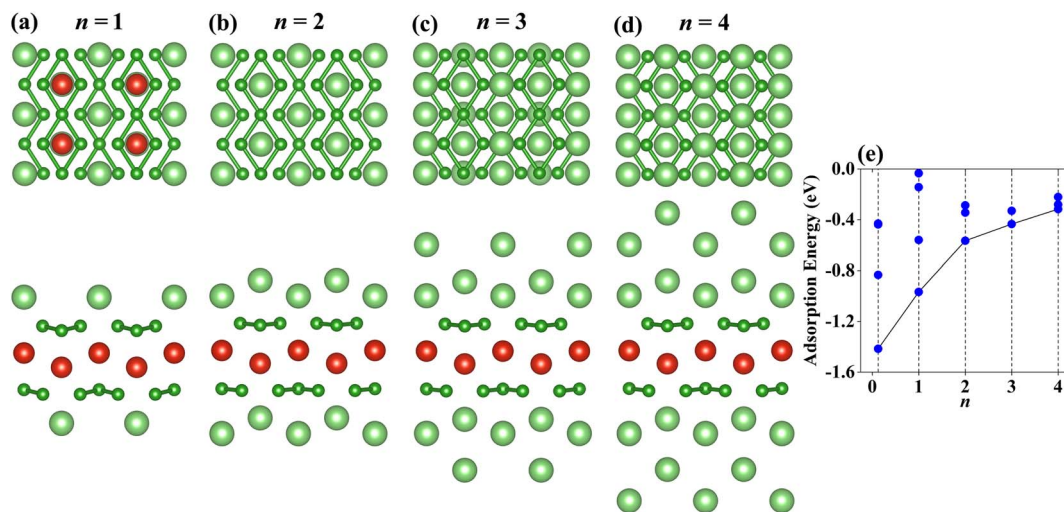 (a) n = 1
(b) n = 2
(c) n = 3
(d) n = 4
(e)
Adsorption Energy (eV)
0.0
-0.4
-0.8
-1.2
-1.6
0 1 2 3 4
n